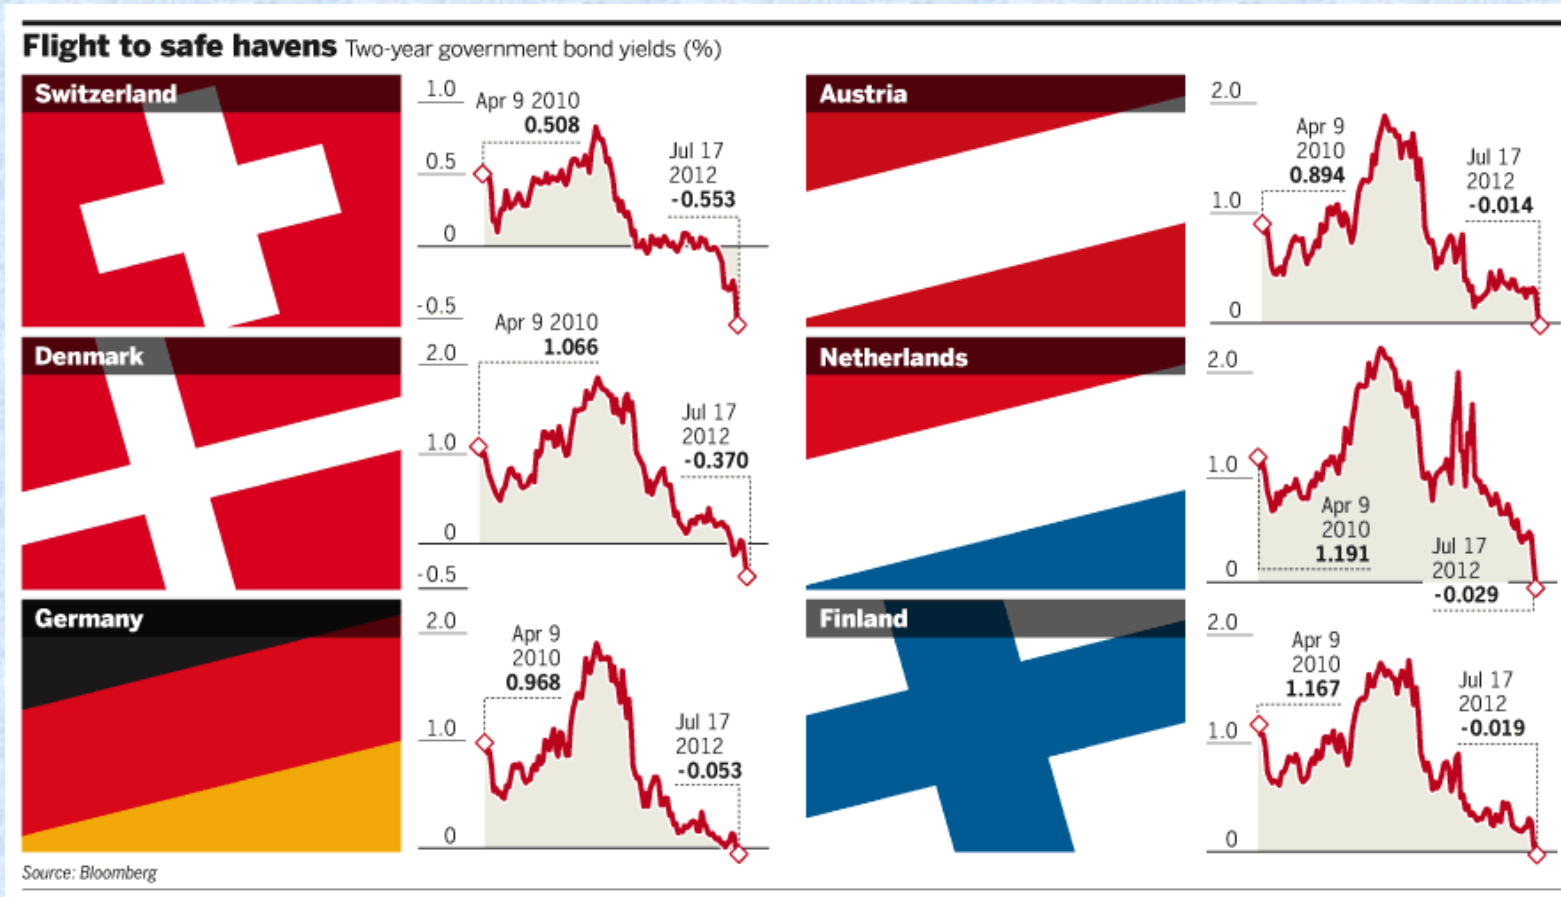 Flight to safe havens Two-year government bond yields (%)
Switzerland
1.0
0.5
0
-0.5
Apr 9 2010
0.508
Jul 17
2012
-0.553
Austria
2.0
1.0
0
Apr 9
2010
0.894
Jul 17
2012
-0.014
Denmark
2.0
1.0
0
-0.5
Apr 9 2010
1.066
Jul 17
2012
-0.370
Netherlands
2.0
1.0
0
Apr 9
2010
1.191
Jul 17
2012
-0.029
Germany
2.0
1.0
0
Apr 9
2010
0.968
Jul 17
2012
-0.053
Finland
2.0
1.0
0
Apr 9
2010
1.167
Jul 17
2012
-0.019
Source: Bloomberg